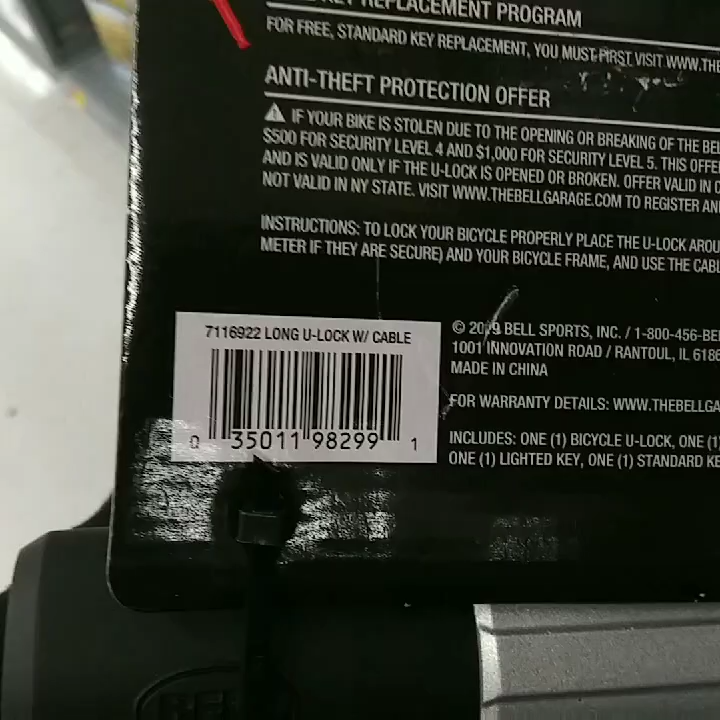 KEY REPLACEMENT PROGRAM
FOR FREE, STANDARD KEY REPLACEMENT, YOU MUST FIRST VISIT WWW.THE
ANTI-THEFT PROTECTION OFFER
IF YOUR BIKE IS STOLEN DUE TO THE OPENING OR BREAKING OF THE BEL
$500 FOR SECURITY LEVEL 4 AND $1,000 FOR SECURITY LEVEL 5. THIS OFFE
AND IS VALID ONLY IF THE U-LOCK IS OPENED OR BROKEN. OFFER VALID IN
NOT VALID IN NY STATE. VISIT WWW.THEBELLGARAGE.COM TO REGISTER AN
INSTRUCTIONS: TO LOCK YOUR BICYCLE PROPERLY PLACE THE U-LOCK AROU
METER IF THEY ARE SECURE) AND YOUR BICYCLE FRAME, AND USE THE CABL
7116922 LONG U-LOCK W/ CABLE
0 35011 98299 1
© 2019 BELL SPORTS, INC. / 1-800-456-BE
1001 INNOVATION ROAD / RANTOUL, IL 6186
MADE IN CHINA
FOR WARRANTY DETAILS: WWW.THEBELLGA
INCLUDES: ONE (1) BICYCLE U-LOCK, ONE (1)
ONE (1) LIGHTED KEY, ONE (1) STANDARD KE